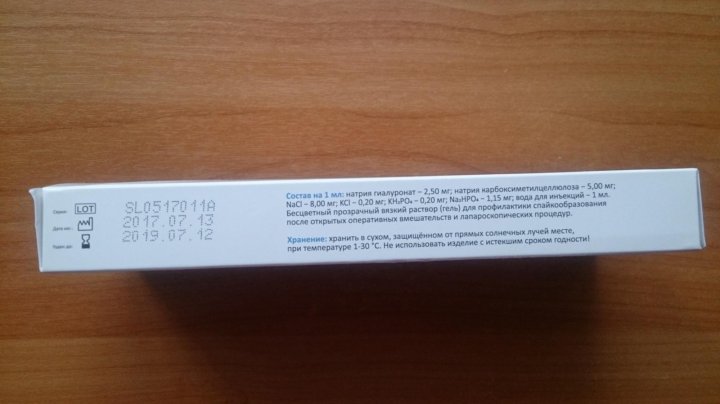 Серия: LOT SL0517011A
Дата изг.: 2017.07.13
Годен до: 2019.07.12
Состав на 1 мл: натрия гиалуронат – 2,50 мг; натрия карбоксиметилцеллюлоза – 5,00 мг;
NaCl – 8,00 мг; KCl – 0,20 мг; KH₂PO₄ – 0,20 мг; Na₂HPO₄ – 1,15 мг; вода для инъекций – 1 мл.
Бесцветный прозрачный вязкий раствор (гель) для профилактики спайкообразования
после открытых оперативных вмешательств и лапароскопических процедур.
Хранение: хранить в сухом, защищённом от прямых солнечных лучей месте,
при температуре 1-30 °C. Не использовать изделие с истекшим сроком годности!